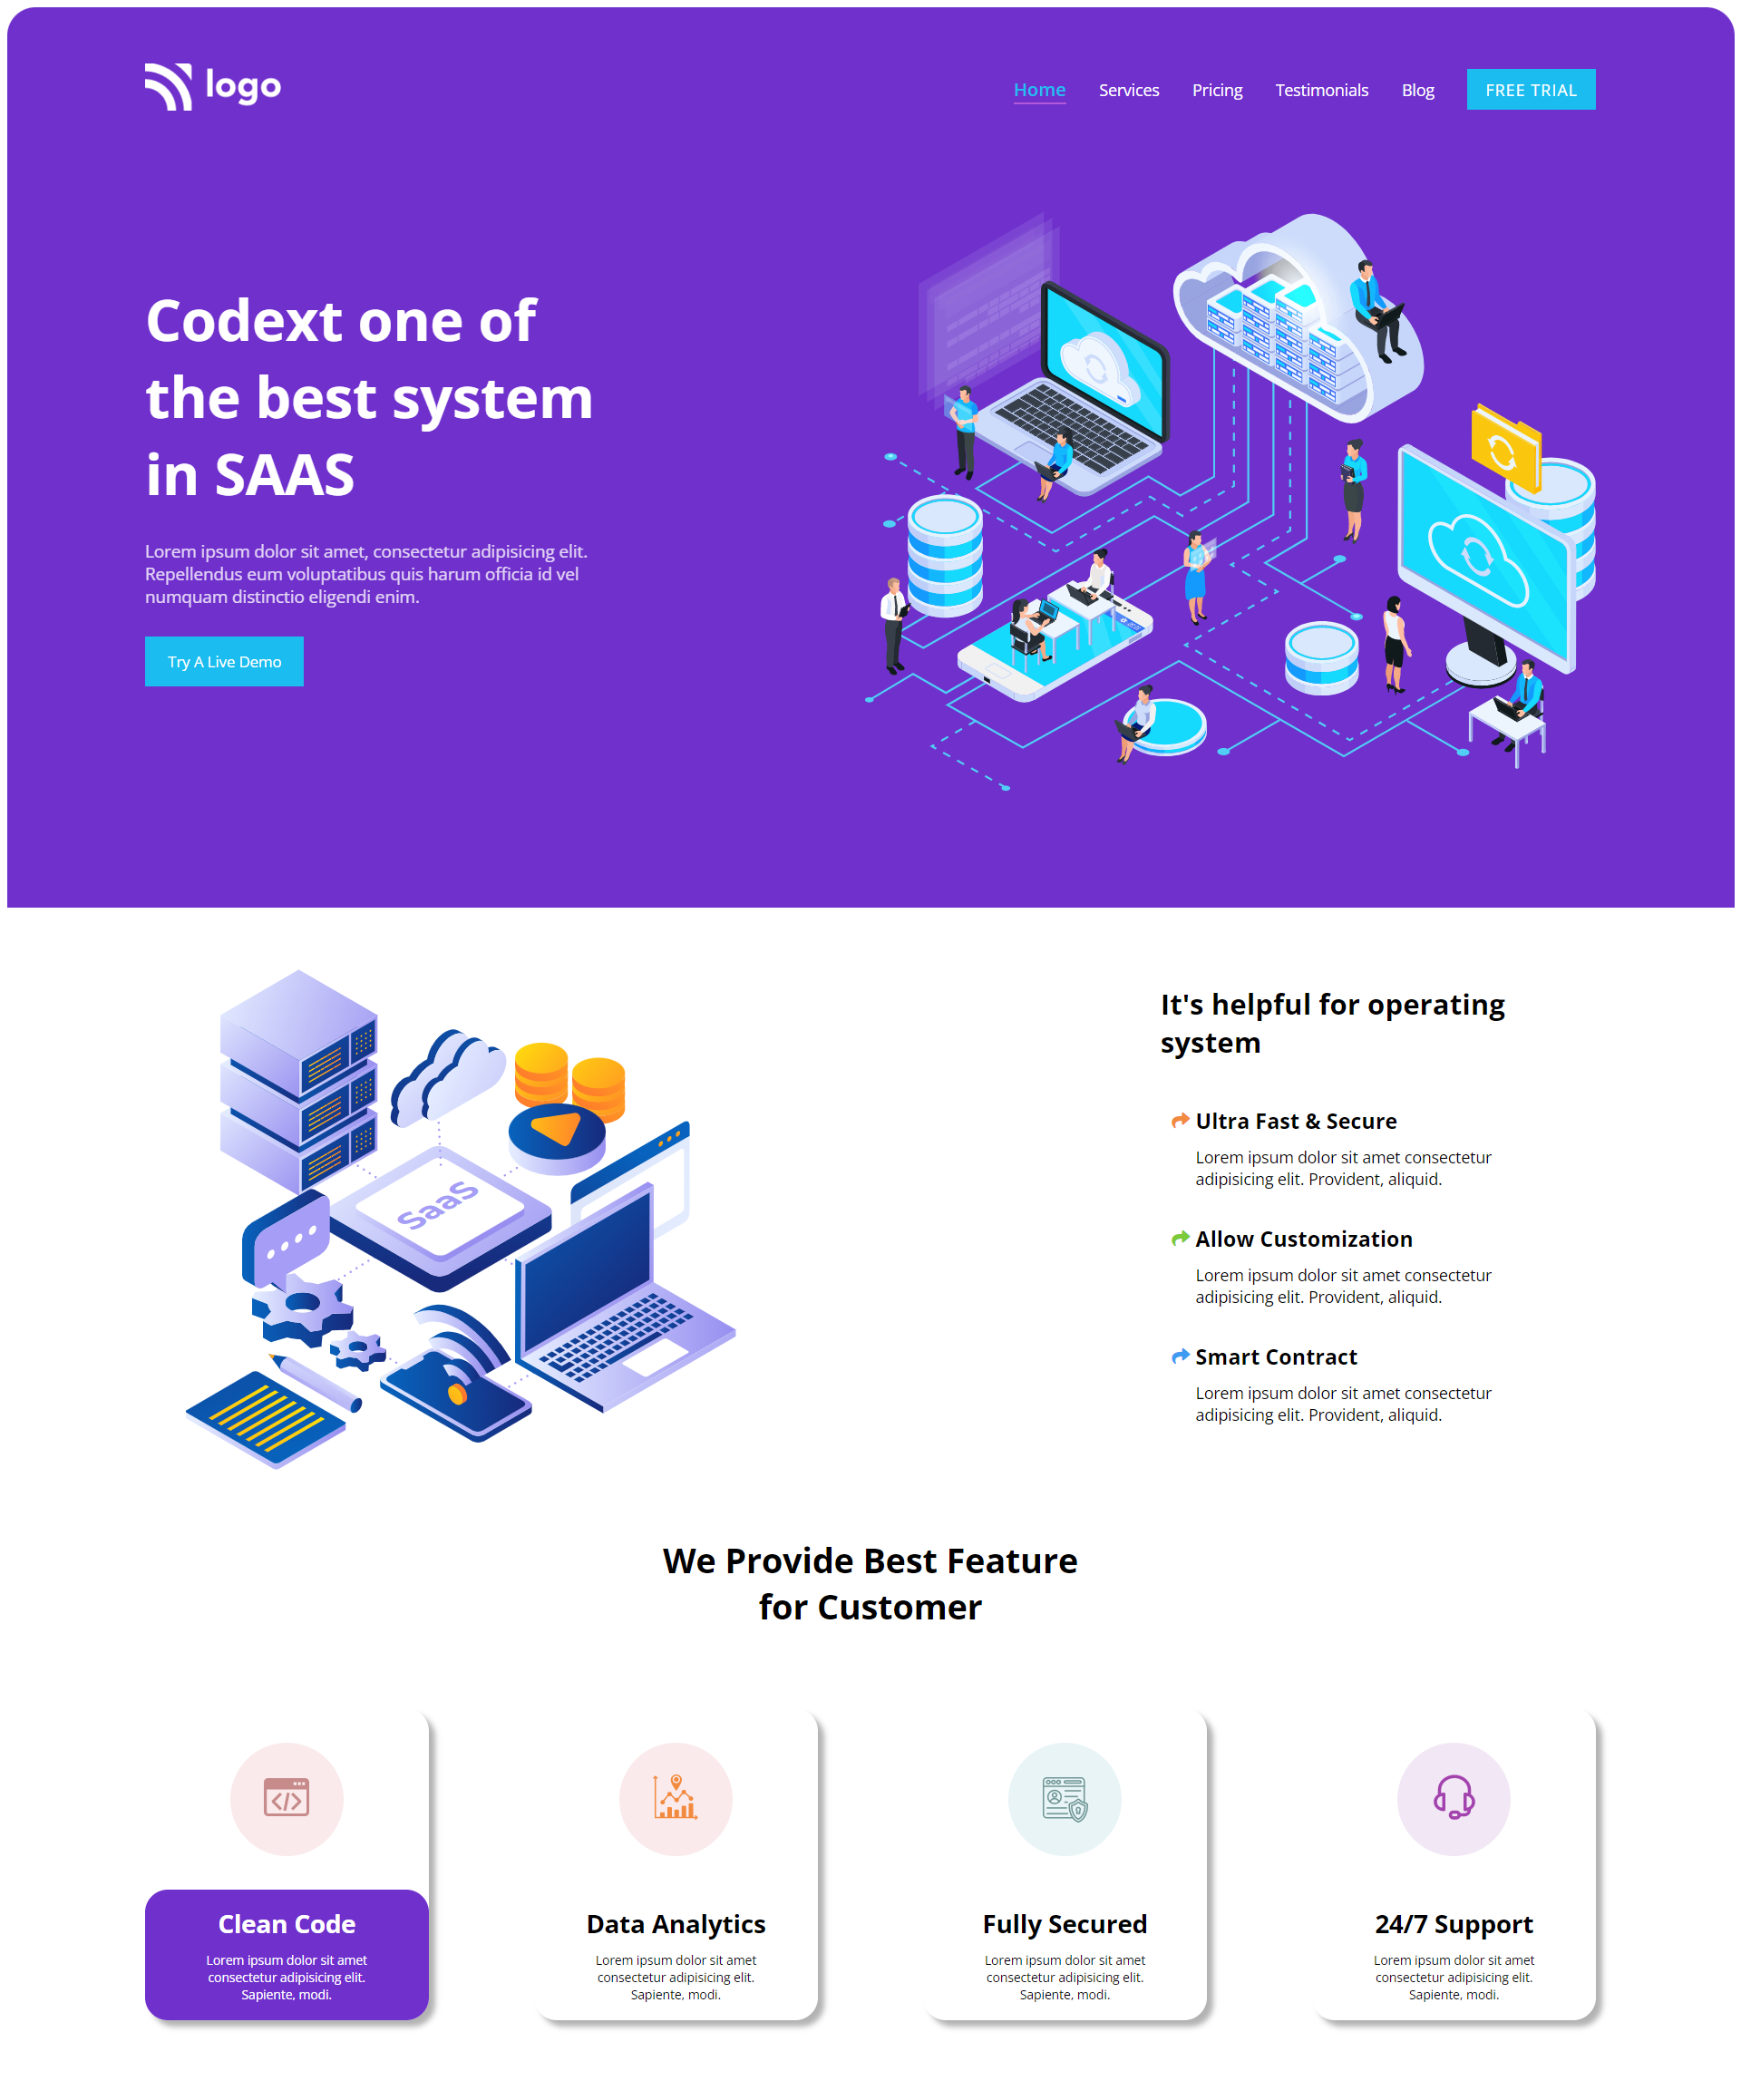 logo
Home Services Pricing Testimonials Blog FREE TRIAL
Codext one of
the best system
in SAAS
Lorem ipsum dolor sit amet, consectetur adipisicing elit.
Repellendus eum voluptatibus quis harum officia id vel
numquam distinctio eligendi enim.
Try A Live Demo
SaaS
It's helpful for operating
system
Ultra Fast & Secure
Lorem ipsum dolor sit amet consectetur
adipisicing elit. Provident, aliquid.
Allow Customization
Lorem ipsum dolor sit amet consectetur
adipisicing elit. Provident, aliquid.
Smart Contract
Lorem ipsum dolor sit amet consectetur
adipisicing elit. Provident, aliquid.
We Provide Best Feature
for Customer
Clean Code
Lorem ipsum dolor sit amet
consectetur adipisicing elit.
Sapiente, modi.
Data Analytics
Lorem ipsum dolor sit amet
consectetur adipisicing elit.
Sapiente, modi.
Fully Secured
Lorem ipsum dolor sit amet
consectetur adipisicing elit.
Sapiente, modi.
24/7 Support
Lorem ipsum dolor sit amet
consectetur adipisicing elit.
Sapiente, modi.